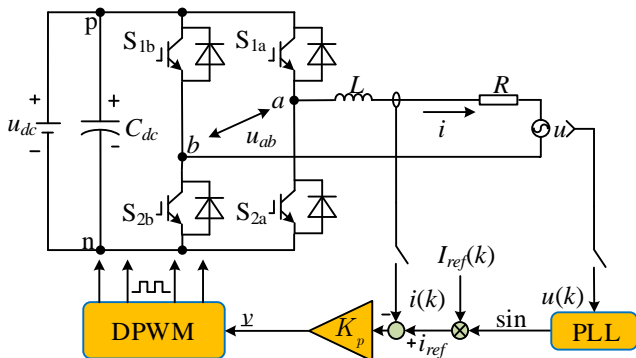 p
S1b
S1a
+
+
udc
Cdc
-
-
a
L
R
uab
i
u
b
S2b
S2a
n
Iref(k)
i(k)
u(k)
DPWM
v
Kp
-
+
iref
sin
PLL